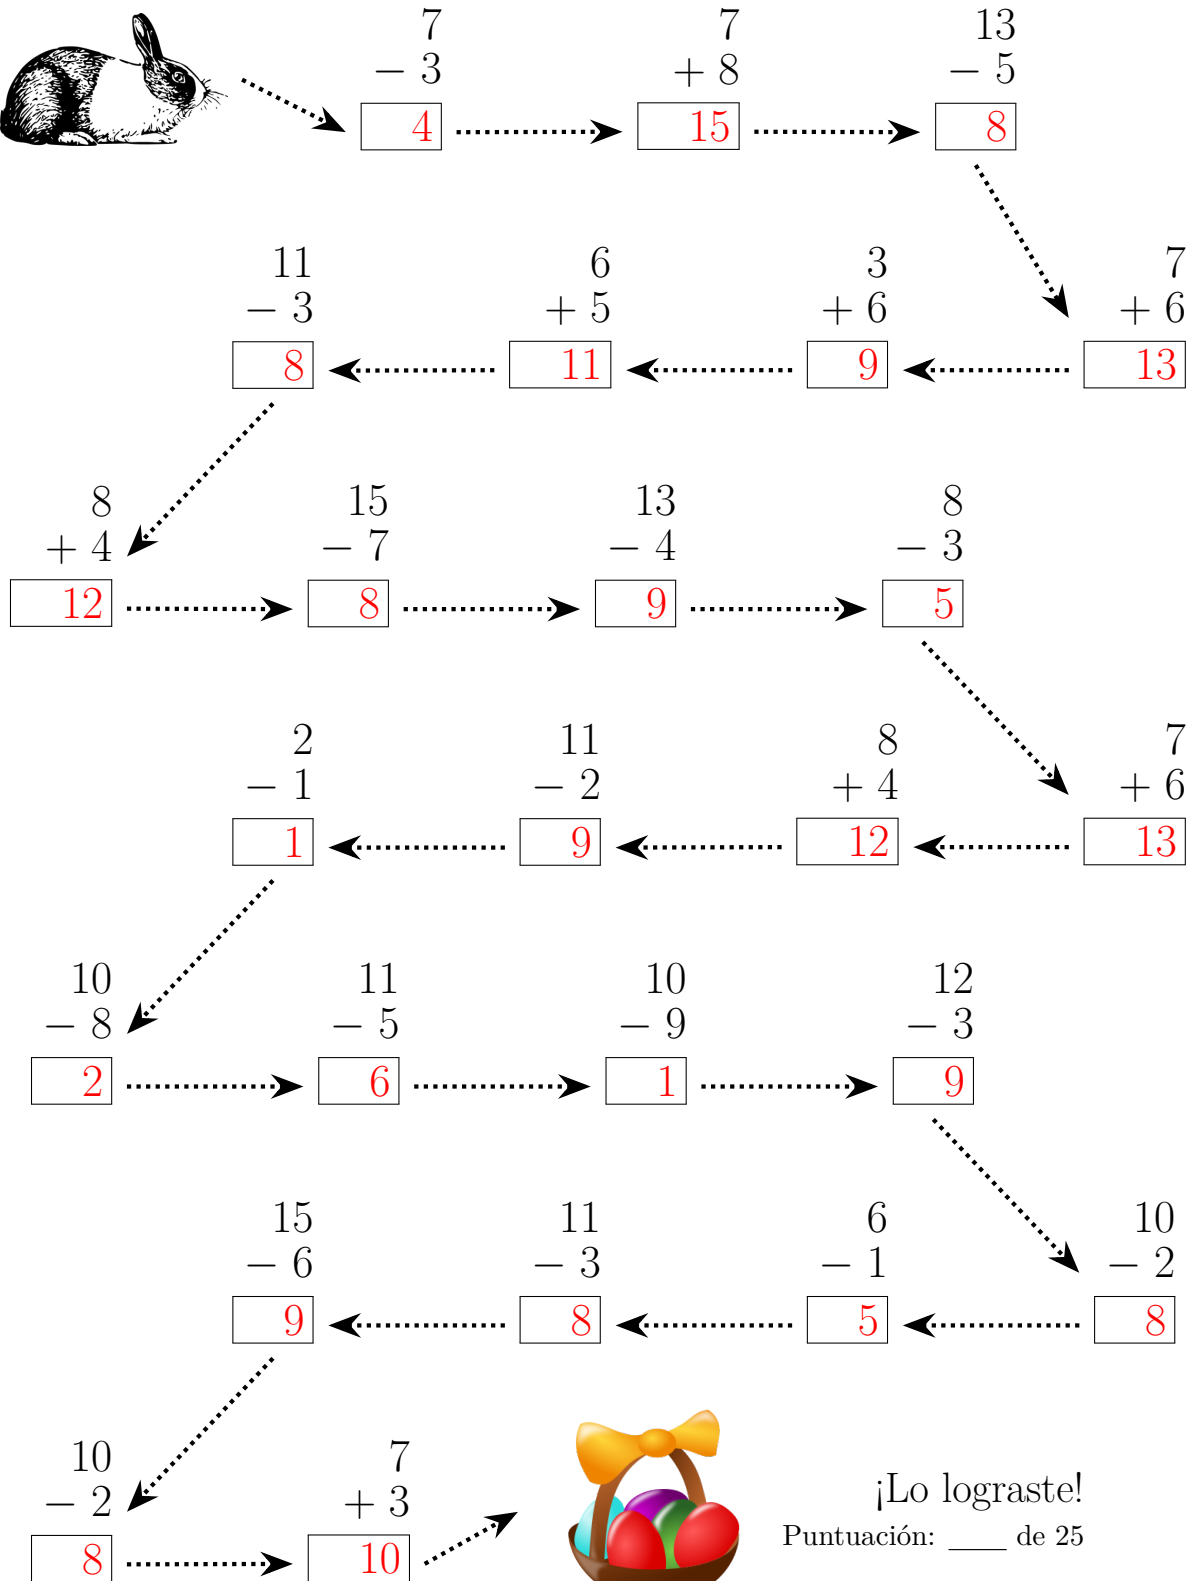 7 7 13
− 3 + 8 − 5
4 15 8
11 6 3 7
− 3 + 5 + 6 + 6
8 11 9 13
8 15 13 8
+ 4 − 7 − 4 − 3
12 8 9 5
2 11 8 7
− 1 − 2 + 4 + 6
1 9 12 13
10 11 10 12
− 8 − 5 − 9 − 3
2 6 1 9
15 11 6 10
− 6 − 3 − 1 − 2
9 8 5 8
10 7
− 2 + 3
8 10
¡Lo lograste!
Puntuación: ___ de 25